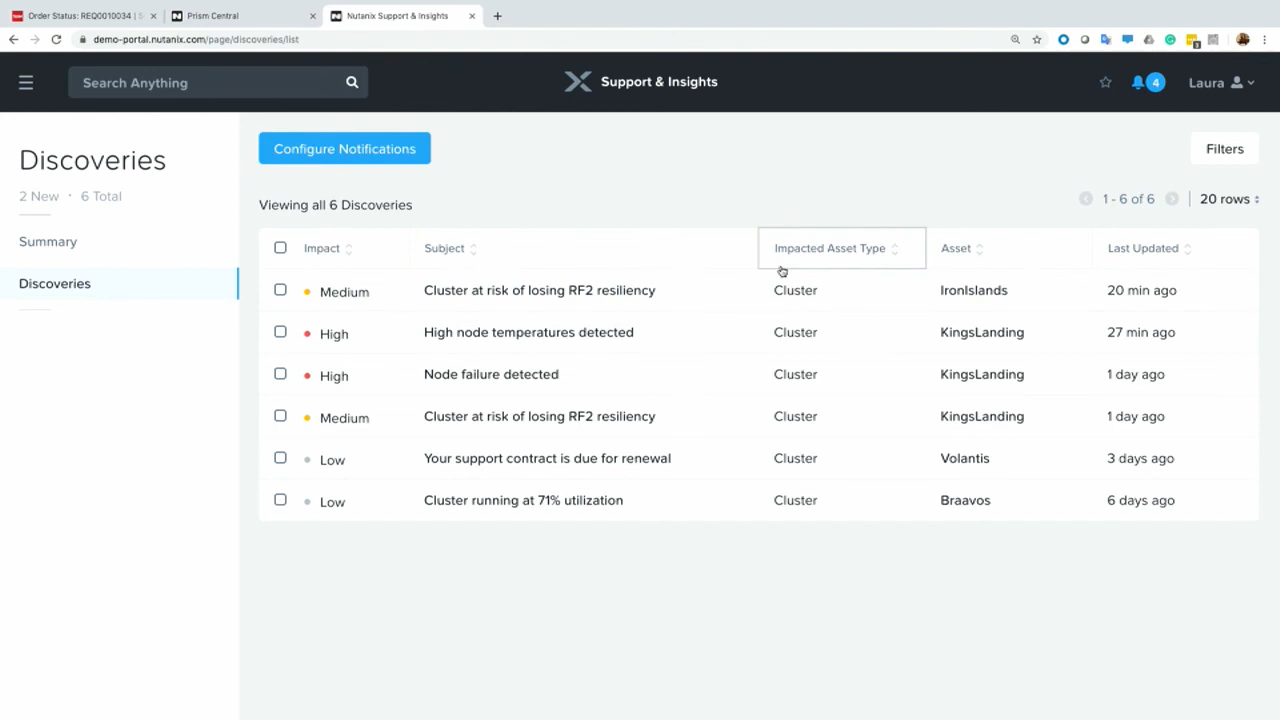 Order Status: REQ0010034 | S
Prism Central
Nutanix Support & Insights
demo-portal.nutanix.com/page/discoveries/list
Search Anything
Support & Insights
4
Laura
Discoveries
2 New · 6 Total
Summary
Discoveries
Configure Notifications
Filters
Viewing all 6 Discoveries
1 - 6 of 6
20 rows
Impact Subject Impacted Asset Type Asset Last Updated
Medium Cluster at risk of losing RF2 resiliency Cluster IronIslands 20 min ago
High High node temperatures detected Cluster KingsLanding 27 min ago
High Node failure detected Cluster KingsLanding 1 day ago
Medium Cluster at risk of losing RF2 resiliency Cluster KingsLanding 1 day ago
Low Your support contract is due for renewal Cluster Volantis 3 days ago
Low Cluster running at 71% utilization Cluster Braavos 6 days ago